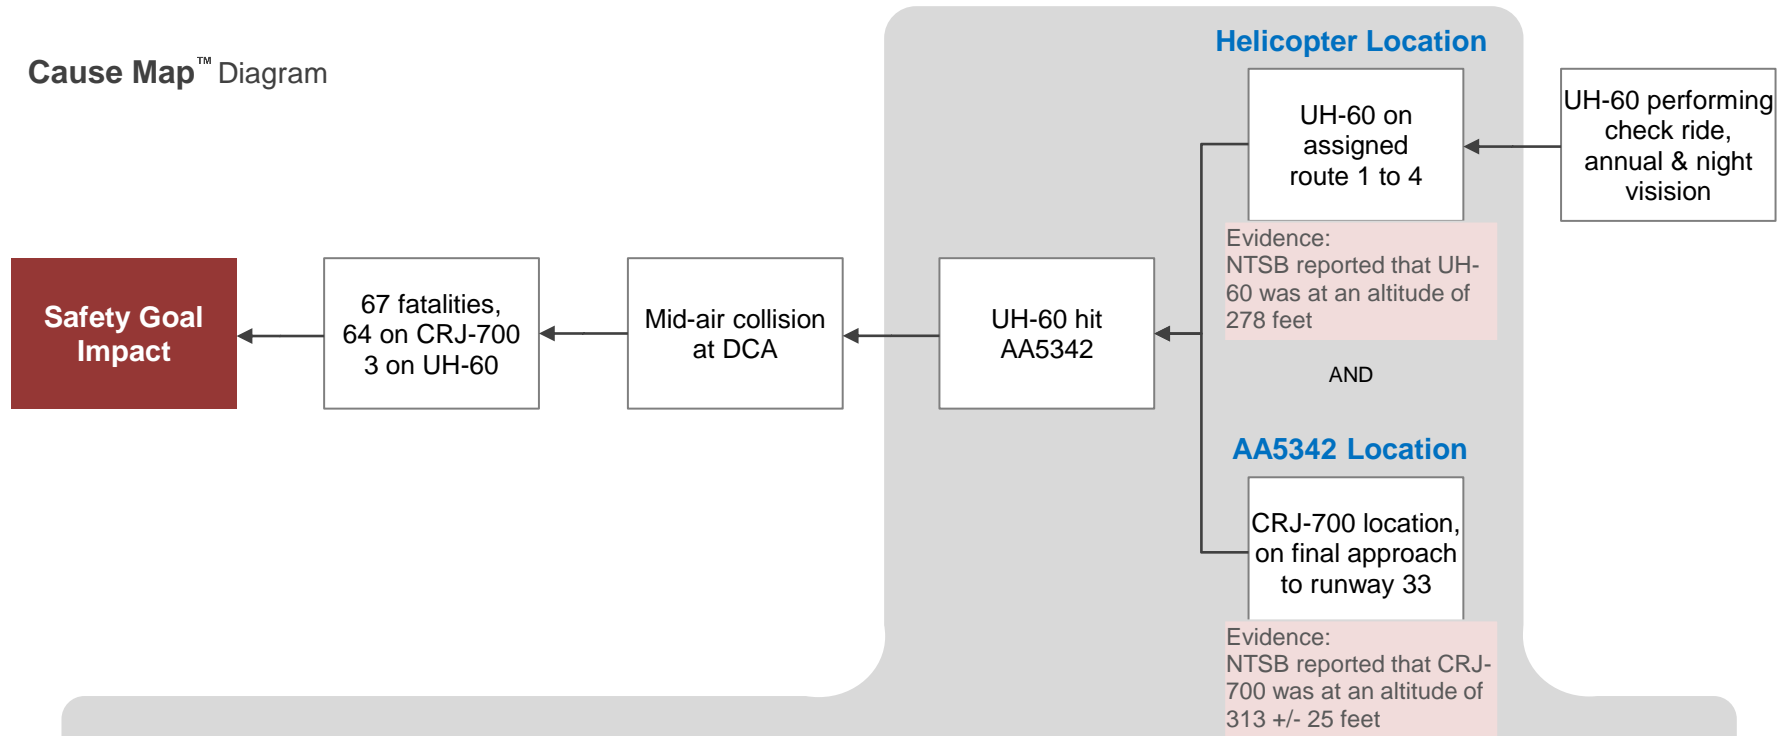 Cause Map™ Diagram
Helicopter Location
UH-60 on
assigned
route 1 to 4
UH-60 performing
check ride,
annual & night
visision
Evidence:
NTSB reported that UH-
60 was at an altitude of
278 feet
Safety Goal
Impact
67 fatalities,
64 on CRJ-700
3 on UH-60
Mid-air collision
at DCA
UH-60 hit
AA5342
AND
AA5342 Location
CRJ-700 location,
on final approach
to runway 33
Evidence:
NTSB reported that CRJ-
700 was at an altitude of
313 +/- 25 feet